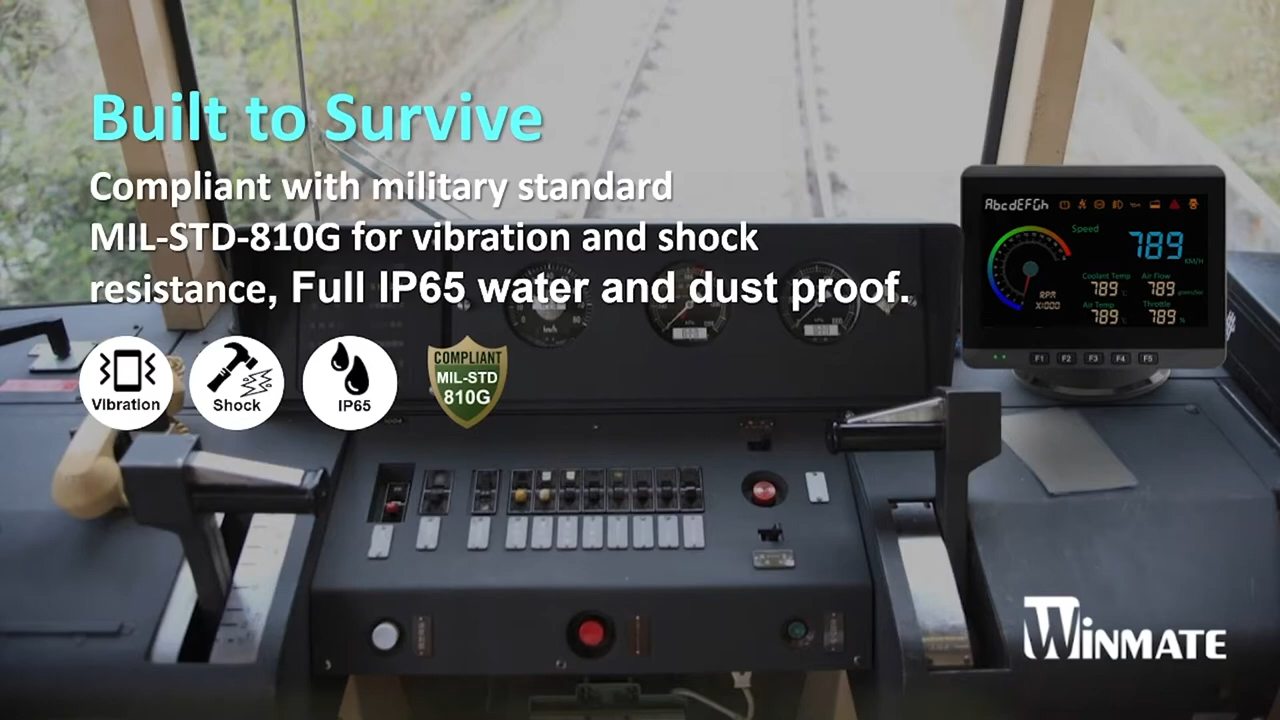 Built to Survive
Compliant with military standard
MIL-STD-810G for vibration and shock
resistance, Full IP65 water and dust proof.
Vibration
Shock
IP65
COMPLIANT
MIL-STD
810G
AbcdEFGh
Speed
789
KM/H
Coolant Temp
Air Flow
789
789
RPM
X1000
Air Temp
Throttle
789
789
%
F1 F2 F3 F4 F5
km/h
WINMATE